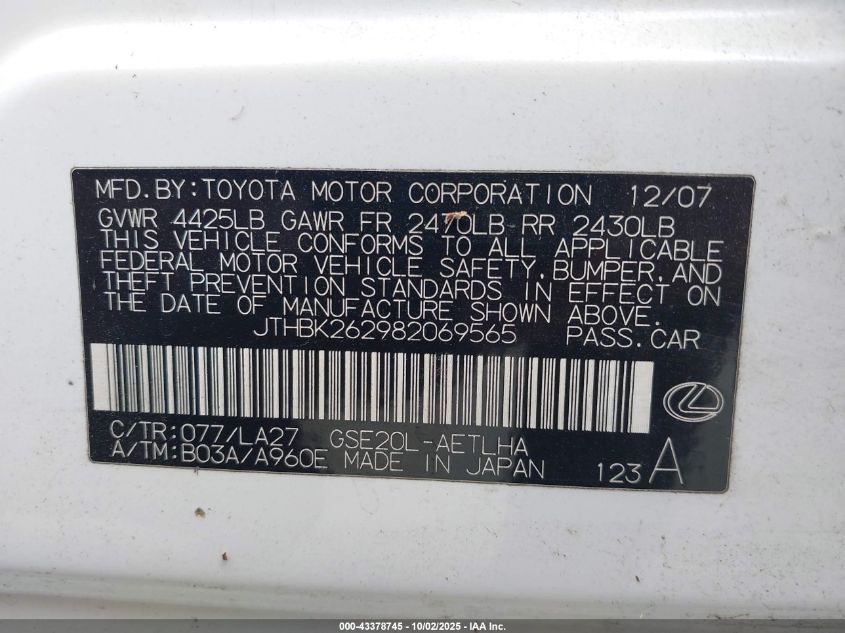 MFD.BY:TOYOTA MOTOR CORPORATION 12/07
GVWR 4425LB GAWR FR 2470LB RR 2430LB
THIS VEHICLE CONFORMS TO ALL APPLICABLE
FEDERAL MOTOR VEHICLE SAFETY,BUMPER,AND
THEFT PREVENTION STANDARDS IN EFFECT ON
THE DATE OF MANUFACTURE SHOWN ABOVE.
JTHBK262982069565 PASS.CAR
C/TR:077/LA27 GSE20L-AETLHA
A/TM:B03A/A960E MADE IN JAPAN 123 A
000-43378745 - 10/02/2025 - IAA Inc.